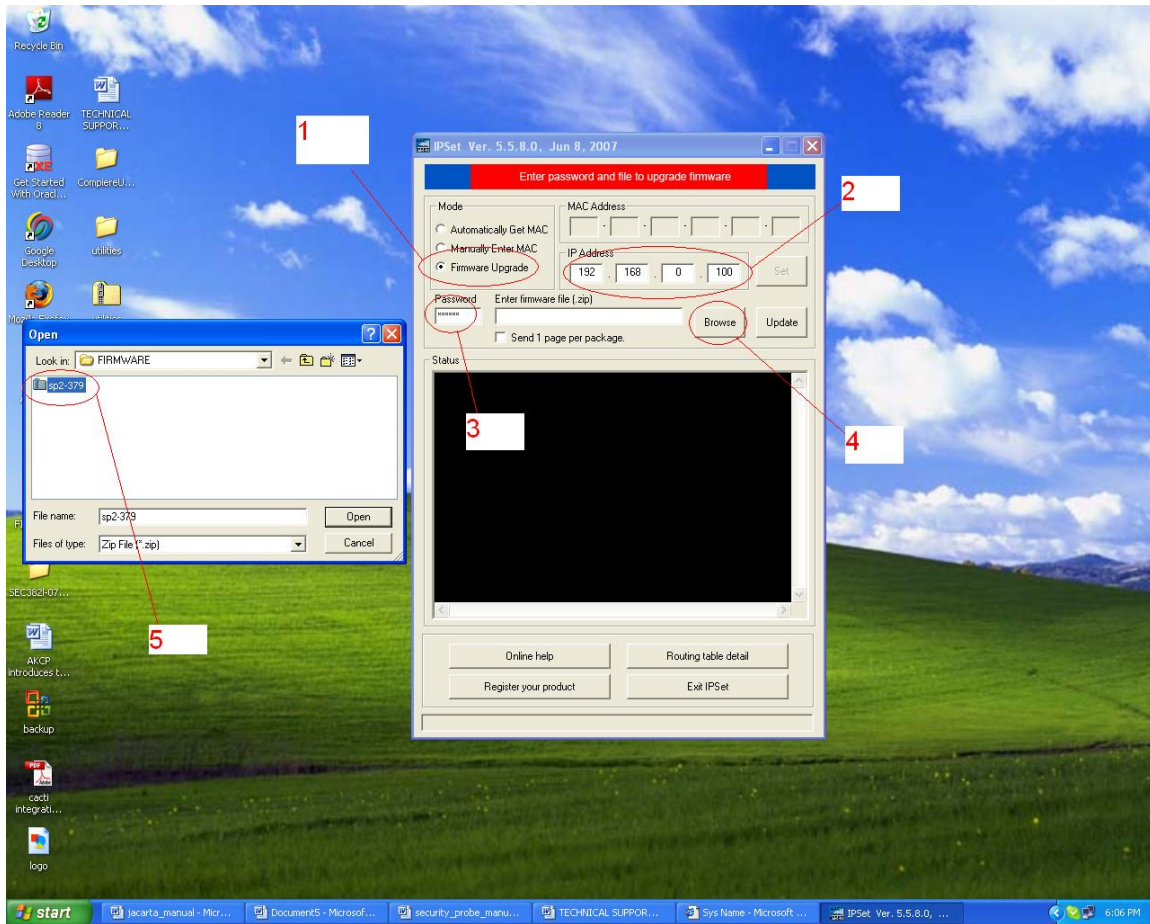 Recycle Bin
Adobe Reader
8
TECHNICAL
SUPPOR...
Get Started
With Oracl...
CompiereU...
Google
Desktop
utilities
Mozilla Firefox
utilities
SEC3821-07...
AKCP
introduces t...
backup
cacti
integrati...
logo
1
2
3
4
5
IPSet Ver. 5.5.8.0, Jun 8, 2007
Enter password and file to upgrade firmware
Mode
Automatically Get MAC
Manually Enter MAC
Firmware Upgrade
MAC Address
IP Address
192 . 168 . 0 . 100
Set
Password
××××××
Enter firmware file (.zip)
Browse
Update
Send 1 page per package.
Status
Online help
Routing table detail
Register your product
Exit IPSet
Open
Look in: FIRMWARE
sp2-379
File name: sp2-379
Open
Files of type: Zip File (*.zip)
Cancel
start
jacarta_manual - Micr...
Document5 - Microsof...
security_probe_manu...
TECHNICAL SUPPOR...
Sys Name - Microsoft ...
IPSet Ver. 5.5.8.0, ...
6:06 PM